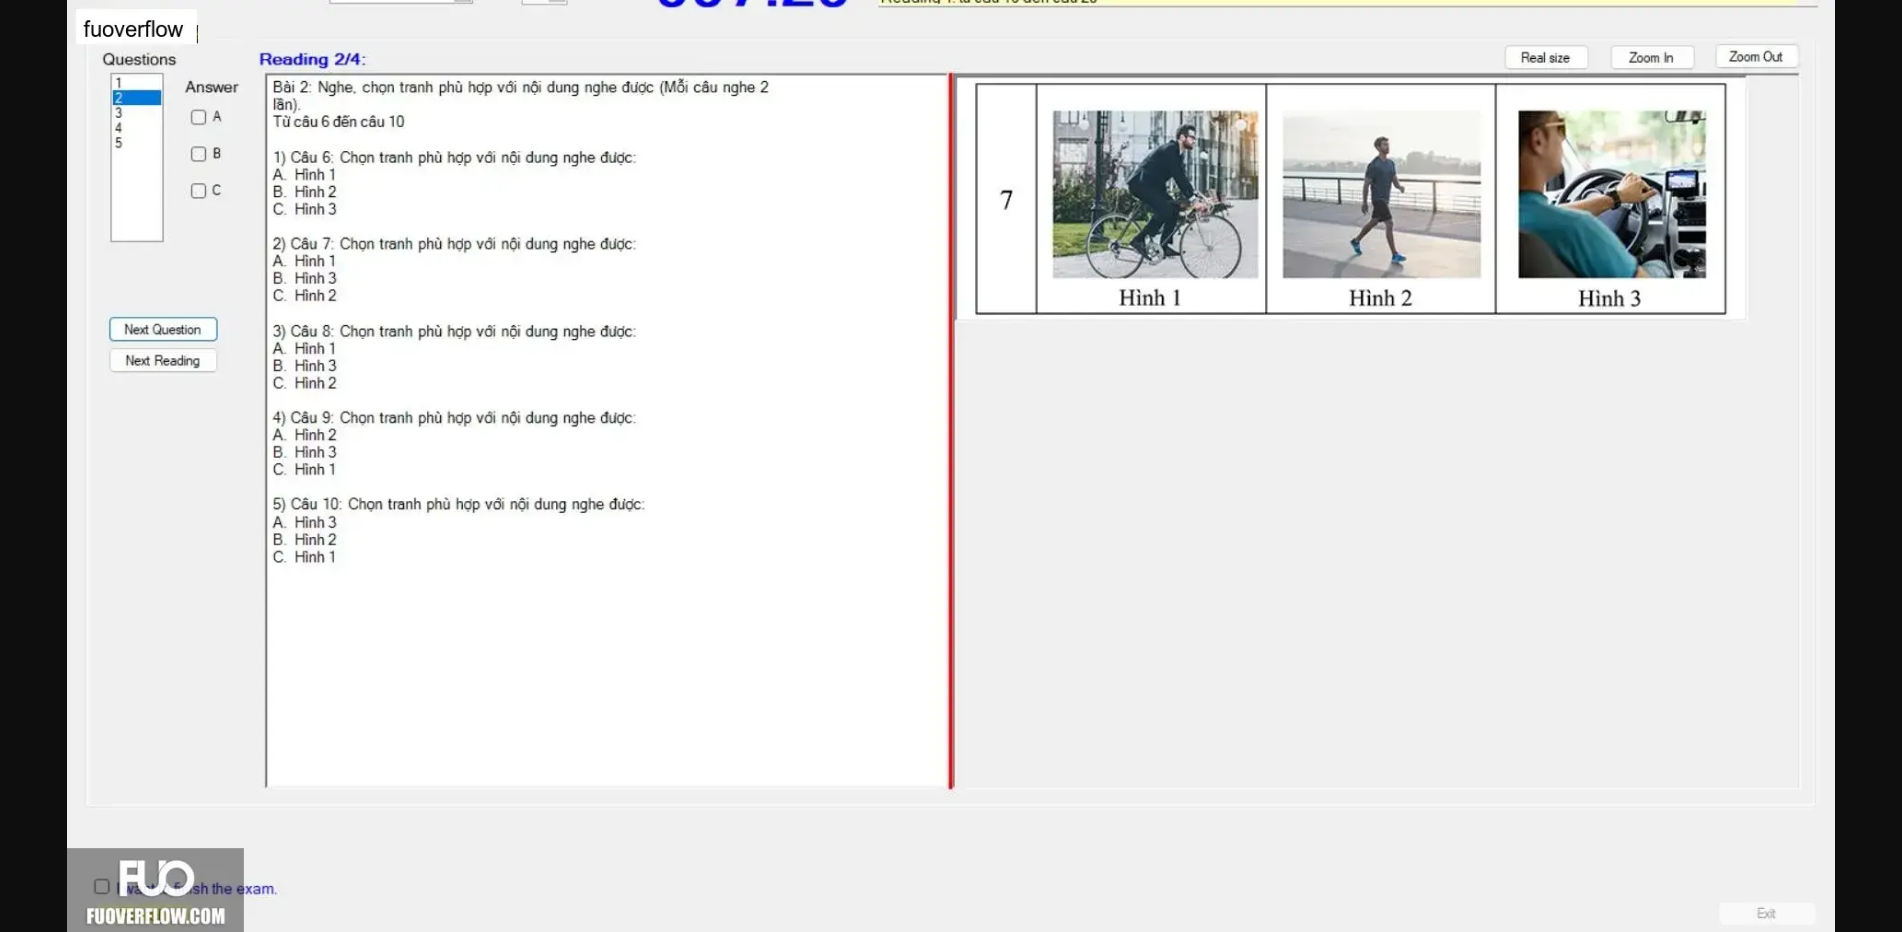 fuoverflow
Questions
Reading 2/4:
Real size
Zoom In
Zoom Out
1
2
3
4
5
Answer
A
B
C
Next Question
Next Reading
Bài 2: Nghe, chọn tranh phù hợp với nội dung nghe được (Mỗi câu nghe 2
lần).
Từ câu 6 đến câu 10
1) Câu 6: Chọn tranh phù hợp với nội dung nghe được:
A. Hình 1
B. Hình 2
C. Hình 3
2) Câu 7: Chọn tranh phù hợp với nội dung nghe được:
A. Hình 1
B. Hình 3
C. Hình 2
3) Câu 8: Chọn tranh phù hợp với nội dung nghe được:
A. Hình 1
B. Hình 3
C. Hình 2
4) Câu 9: Chọn tranh phù hợp với nội dung nghe được:
A. Hình 2
B. Hình 3
C. Hình 1
5) Câu 10: Chọn tranh phù hợp với nội dung nghe được:
A. Hình 3
B. Hình 2
C. Hình 1
7
Hình 1
Hình 2
Hình 3
FUO
the exam.
FUOVERFLOW.COM
Exit